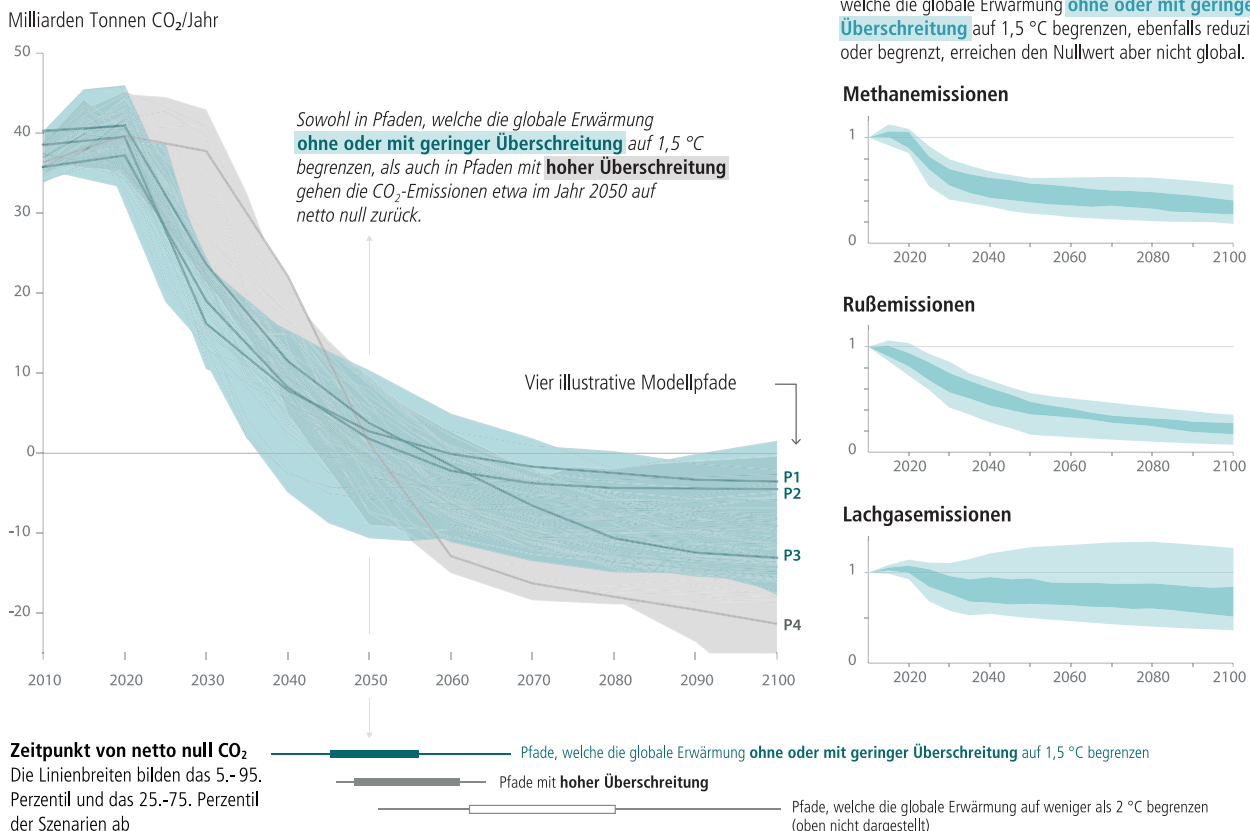 Milliarden Tonnen CO₂/Jahr
50
40
30
20
10
0
-10
-20
2010 2020 2030 2040 2050 2060 2070 2080 2090 2100
Sowohl in Pfaden, welche die globale Erwärmung
ohne oder mit geringer Überschreitung auf 1,5 °C
begrenzen, als auch in Pfaden mit hoher Überschreitung
gehen die CO₂-Emissionen etwa im Jahr 2050 auf
netto null zurück.
Vier illustrative Modellpfade
P1
P2
P3
P4
welche die globale Erwärmung ohne oder mit geringe
Überschreitung auf 1,5 °C begrenzen, ebenfalls reduzi
oder begrenzt, erreichen den Nullwert aber nicht global.
Methanemissionen
1
0
2020 2040 2060 2080 2100
Rußemissionen
1
0
2020 2040 2060 2080 2100
Lachgasemissionen
1
0
2020 2040 2060 2080 2100
Zeitpunkt von netto null CO₂
Die Linienbreiten bilden das 5.- 95.
Perzentil und das 25.-75. Perzentil
der Szenarien ab
Pfade, welche die globale Erwärmung ohne oder mit geringer Überschreitung auf 1,5 °C begrenzen
Pfade mit hoher Überschreitung
Pfade, welche die globale Erwärmung auf weniger als 2 °C begrenzen
(oben nicht dargestellt)